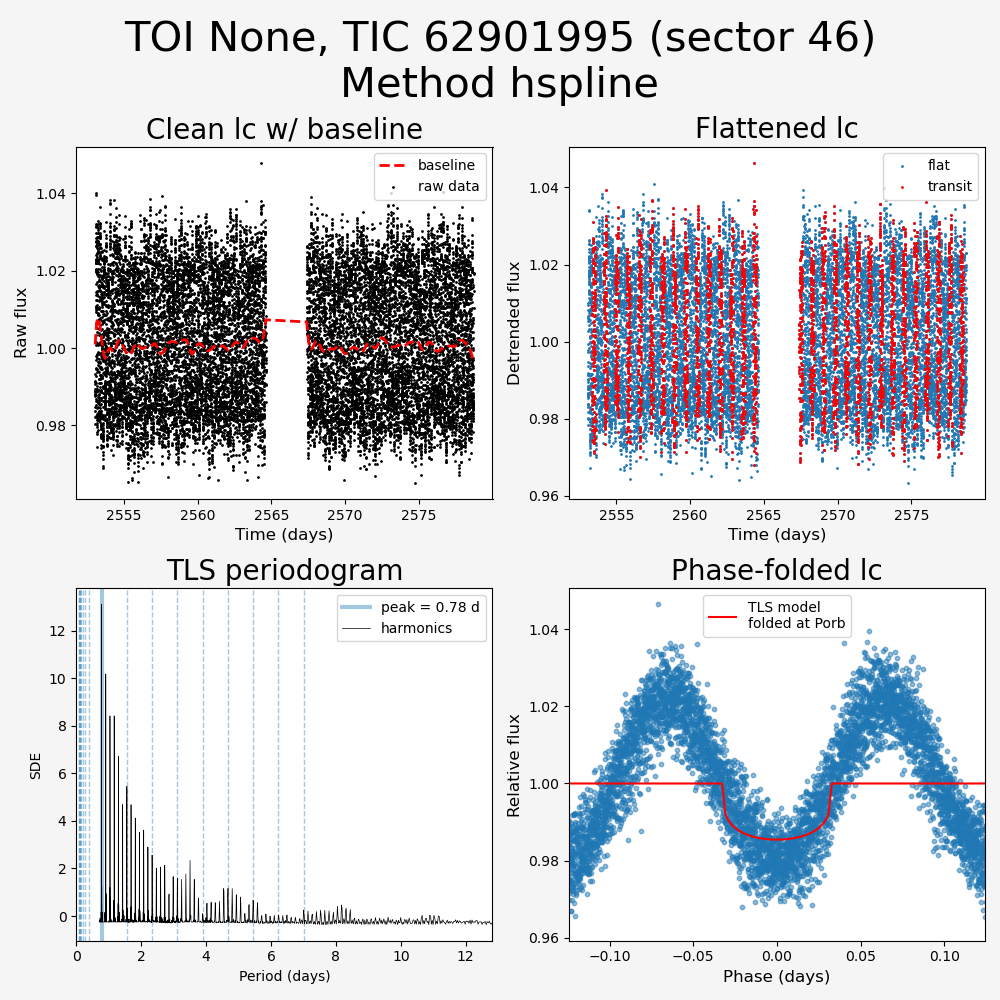 TOI None, TIC 62901995 (sector 46)
Method hspline
Clean lc w/ baseline
Flattened lc
baseline
raw data
flat
transit
1.04
1.02
1.00
0.98
Raw flux
2555
2560
2565
2570
2575
Time (days)
1.04
1.02
1.00
0.98
0.96
Detrended flux
2555
2560
2565
2570
2575
Time (days)
TLS periodogram
Phase-folded lc
peak = 0.78 d
harmonics
12
10
8
6
4
2
0
SDE
0
2
4
6
8
10
12
Period (days)
TLS model
folded at Porb
1.04
1.02
1.00
0.98
0.96
Relative flux
−0.10
−0.05
0.00
0.05
0.10
Phase (days)